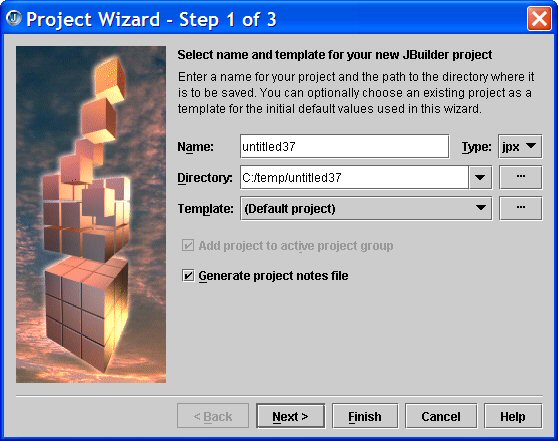 Project Wizard - Step 1 of 3
Select name and template for your new JBuilder project
Enter a name for your project and the path to the directory where it
is to be saved. You can optionally choose an existing project as a
template for the initial default values used in this wizard.
Name: untitled37 Type: jpx
Directory: C:/temp/untitled37 ...
Template: (Default project) ...
Add project to active project group
Generate project notes file
< Back Next > Finish Cancel Help